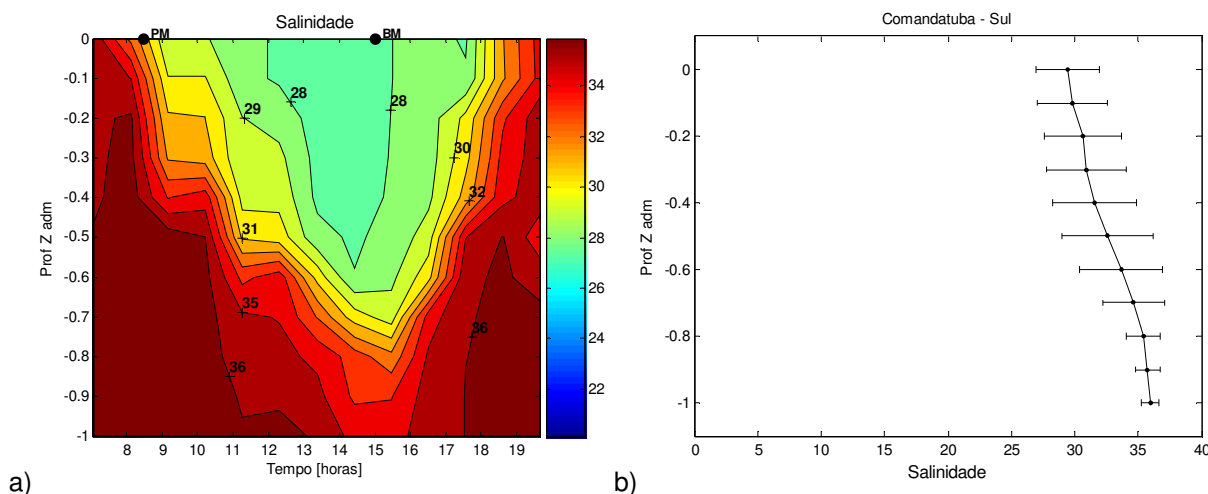 Salinidade
PM
BM
0
-0.1
-0.2
-0.3
-0.4
-0.5
-0.6
-0.7
-0.8
-0.9
-1
Prof Z adm
28
28
29
30
31
32
35
36
36
8 9 10 11 12 13 14 15 16 17 18 19
Tempo [horas]
34
32
30
28
26
24
22
a)
Comandatuba - Sul
0
-0.2
-0.4
-0.6
-0.8
-1
Prof Z adm
0 5 10 15 20 25 30 35 40
Salinidade
b)